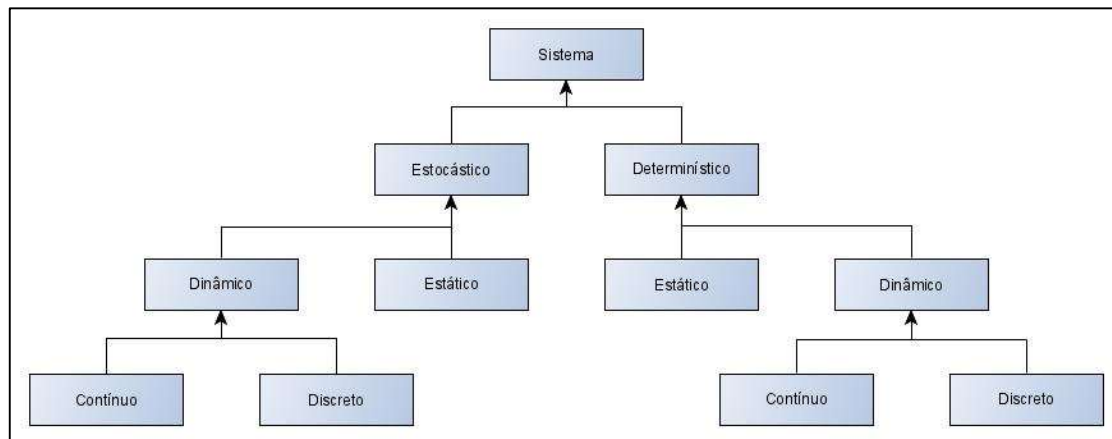 Sistema
Estocástico
Determinístico
Dinâmico
Estático
Estático
Dinâmico
Contínuo
Discreto
Contínuo
Discreto